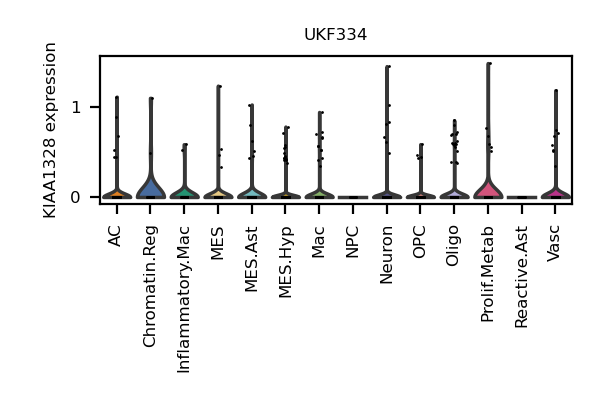 UKF334
KIAA1328 expression
1
0
AC
Chromatin.Reg
Inflammatory.Mac
MES
MES.Ast
MES.Hyp
Mac
NPC
Neuron
OPC
Oligo
Prolif.Metab
Reactive.Ast
Vasc